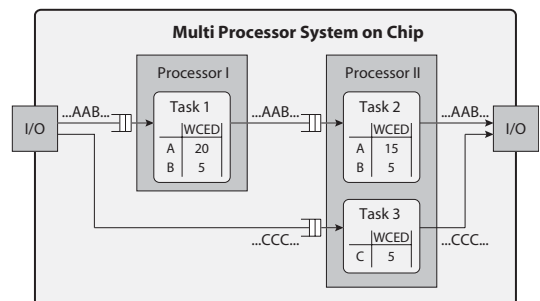 Multi Processor System on Chip
Processor I
Processor II
...AAB...
Task 1
...AAB...
Task 2
...AAB...
I/O
WCED
A 20
B 5
WCED
A 15
B 5
I/O
Task 3
WCED
C 5
...CCC...
...CCC...